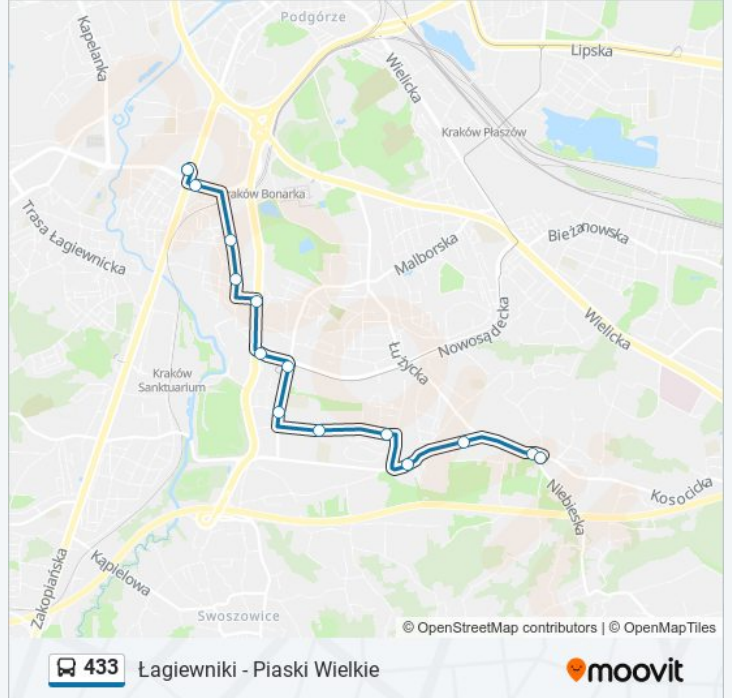 Podgórze
Kapelanka
Lipska
Wielicka
Kraków Płaszów
raków Bonarka
Trasa Łagiewnicka
Malborska
Bieżanowska
Nowosądecka
Wielicka
Łużycka
Kraków
Sanktuarium
Niebieska
Kosocicka
Zakopiańska
Kąpielowa
Swoszowice
© OpenStreetMap contributors | © OpenMapTiles
433 Łagiewniki - Piaski Wielkie
moovit